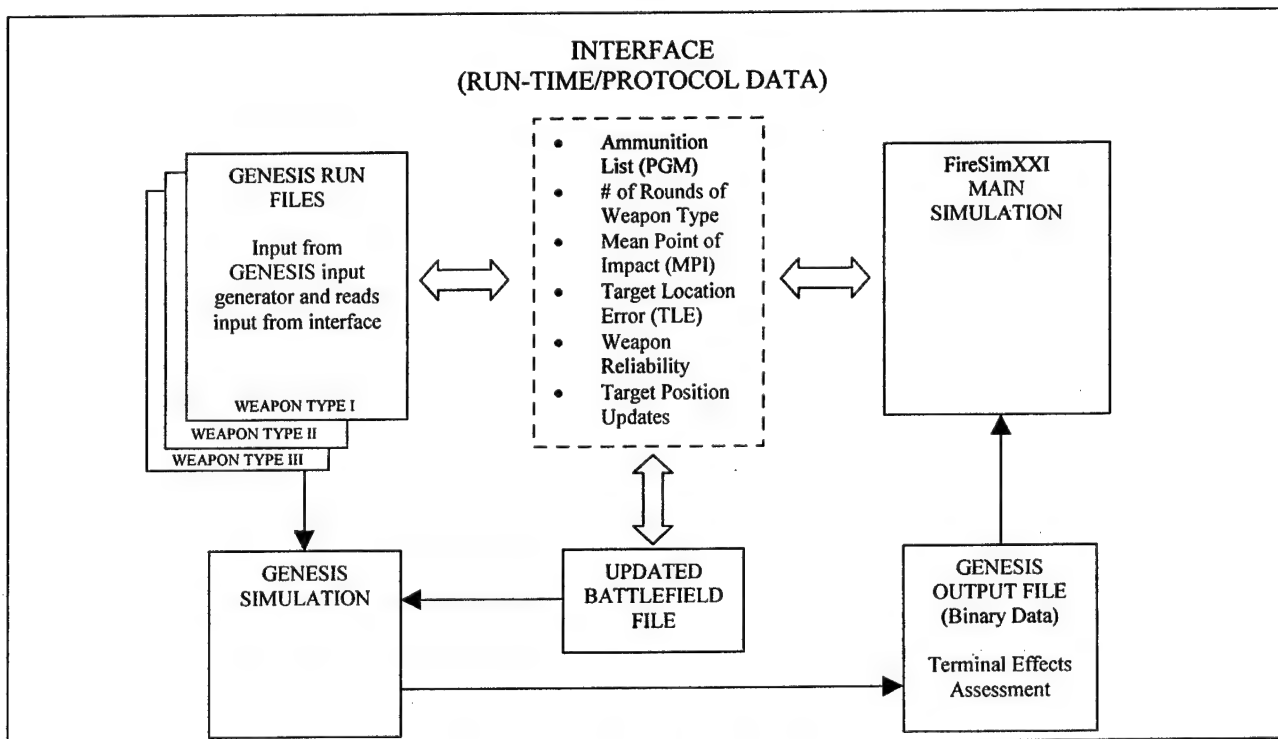 INTERFACE
(RUN-TIME/PROTOCOL DATA)
GENESIS RUN
FILES
Input from
GENESIS input
generator and reads
input from interface
WEAPON TYPE I
WEAPON TYPE II
WEAPON TYPE III
• Ammunition
List (PGM)
• # of Rounds of
Weapon Type
• Mean Point of
Impact (MPI)
• Target Location
Error (TLE)
• Weapon
Reliability
• Target Position
Updates
FireSimXXI
MAIN
SIMULATION
GENESIS
SIMULATION
UPDATED
BATTLEFIELD
FILE
GENESIS
OUTPUT FILE
(Binary Data)
Terminal Effects
Assessment